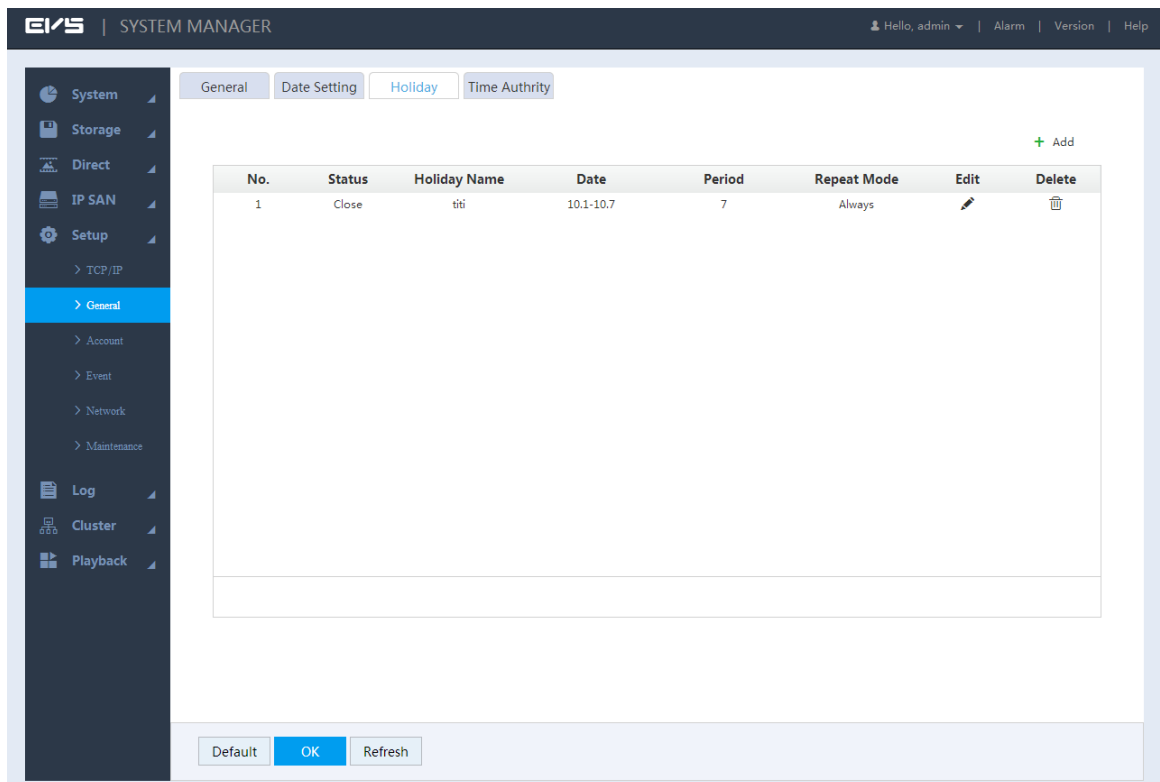 EVS | SYSTEM MANAGER
Hello, admin | Alarm | Version | Help
General Date Setting Holiday Time Authrity
System
Storage
Direct
IP SAN
Setup
> TCP/IP
> General
> Account
> Event
> Network
> Maintenance
Log
Cluster
Playback
+ Add
No. Status Holiday Name Date Period Repeat Mode Edit Delete
1 Close titi 10.1-10.7 7 Always
Default OK Refresh